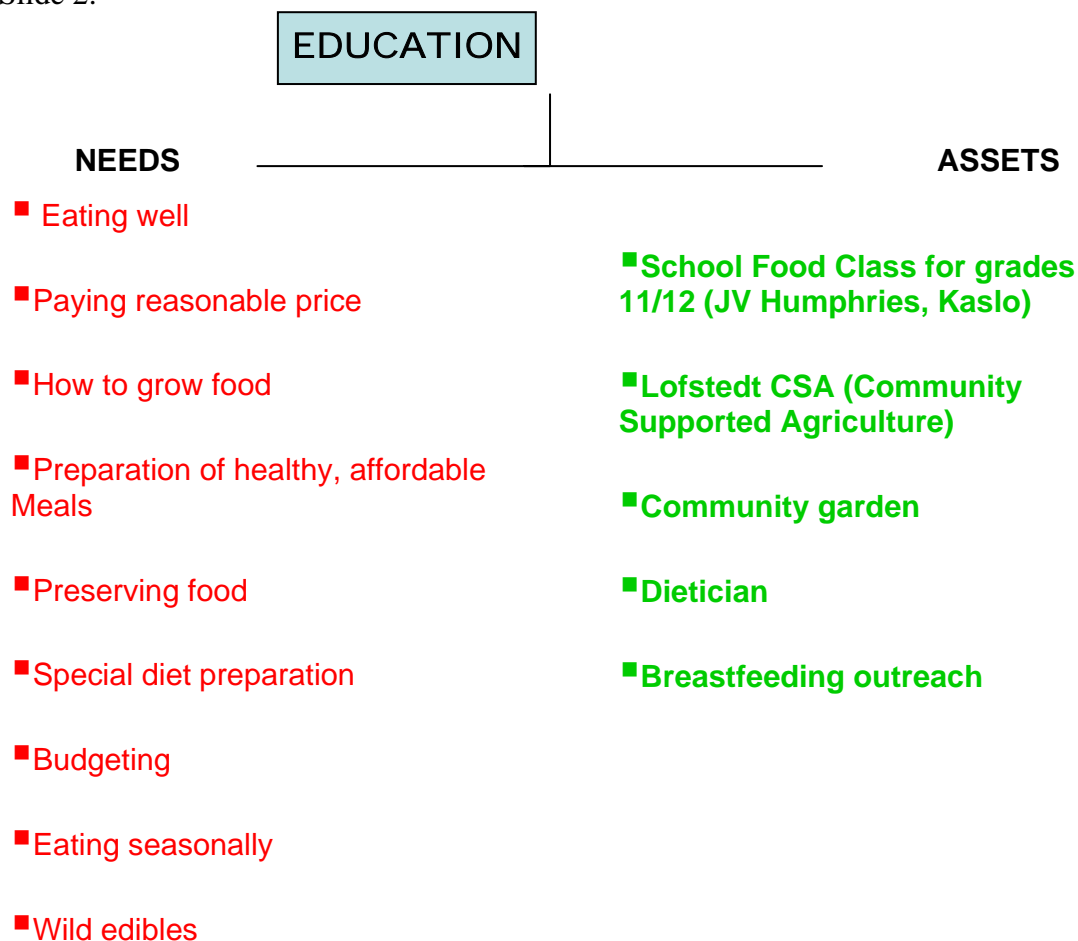 Slide 2:
EDUCATION
NEEDS
ASSETS
▪ Eating well
▪Paying reasonable price
▪How to grow food
▪Preparation of healthy, affordable
Meals
▪Preserving food
▪Special diet preparation
▪Budgeting
▪Eating seasonally
▪Wild edibles
▪School Food Class for grades
11/12 (JV Humphries, Kaslo)
▪Lofstedt CSA (Community
Supported Agriculture)
▪Community garden
▪Dietician
▪Breastfeeding outreach